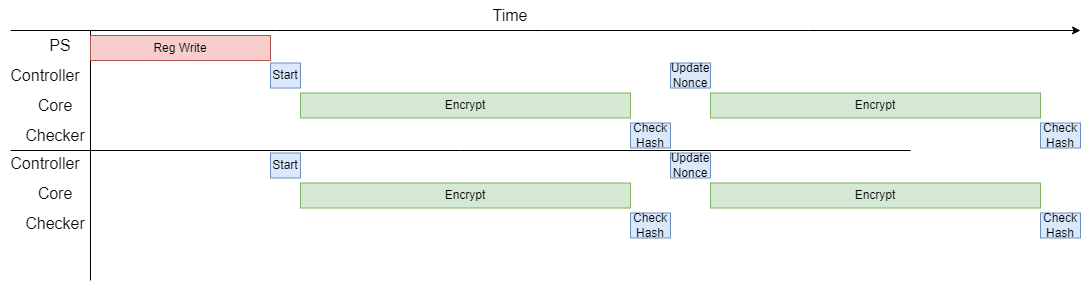 Time
PS
Reg Write
Controller
Start
Update
Nonce
Core
Encrypt
Encrypt
Checker
Check
Hash
Check
Hash
Controller
Start
Update
Nonce
Core
Encrypt
Encrypt
Checker
Check
Hash
Check
Hash